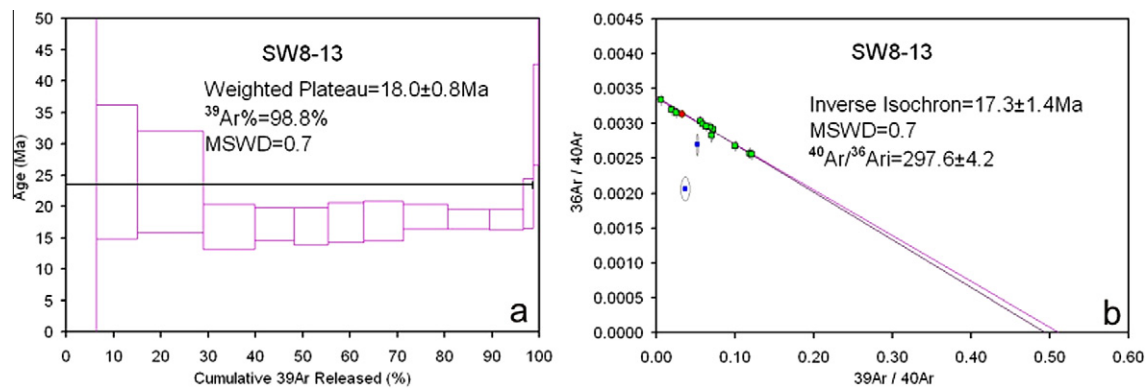 SW8-13
Weighted Plateau=18.0±0.8Ma
39Ar%=98.8%
MSWD=0.7
Age (Ma)
50
45
40
35
30
25
20
15
10
5
0
0 10 20 30 40 50 60 70 80 90 100
Cumulative 39Ar Released (%)
a
SW8-13
Inverse Isochron=17.3±1.4Ma
MSWD=0.7
40Ar/36Ari=297.6±4.2
36Ar / 40Ar
0.0045
0.0040
0.0035
0.0030
0.0025
0.0020
0.0015
0.0010
0.0005
0.0000
0.00 0.10 0.20 0.30 0.40 0.50 0.60
39Ar / 40Ar
b